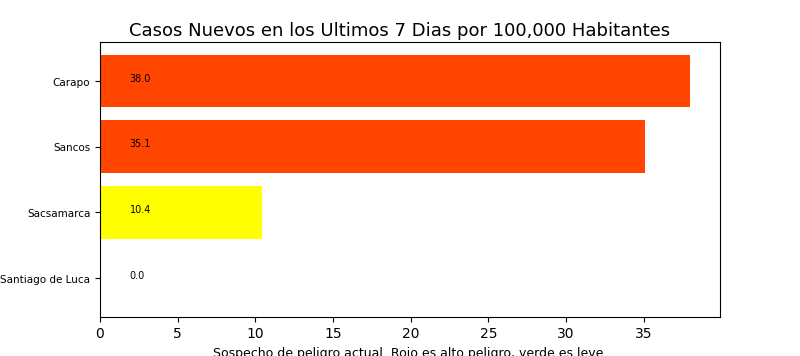 Casos Nuevos en los Ultimos 7 Dias por 100,000 Habitantes
Carapo
38.0
Sancos
35.1
Sacsamarca
10.4
Santiago de Luca
0.0
0 5 10 15 20 25 30 35
Sospecho de peligro actual. Rojo es alto peligro, verde es leve